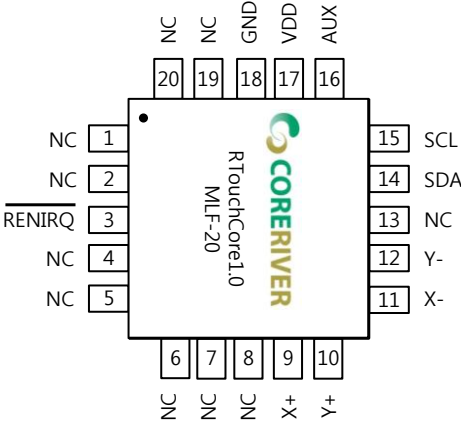 NC NC GND VDD AUX
20 19 18 17 16
NC 1
NC 2
RENIRQ 3
NC 4
NC 5
15 SCL
14 SDA
13 NC
12 Y-
11 X-
CORERIVER
RTouchCore1.0
MLF-20
6 7 8 9 10
NC NC NC X+ Y+